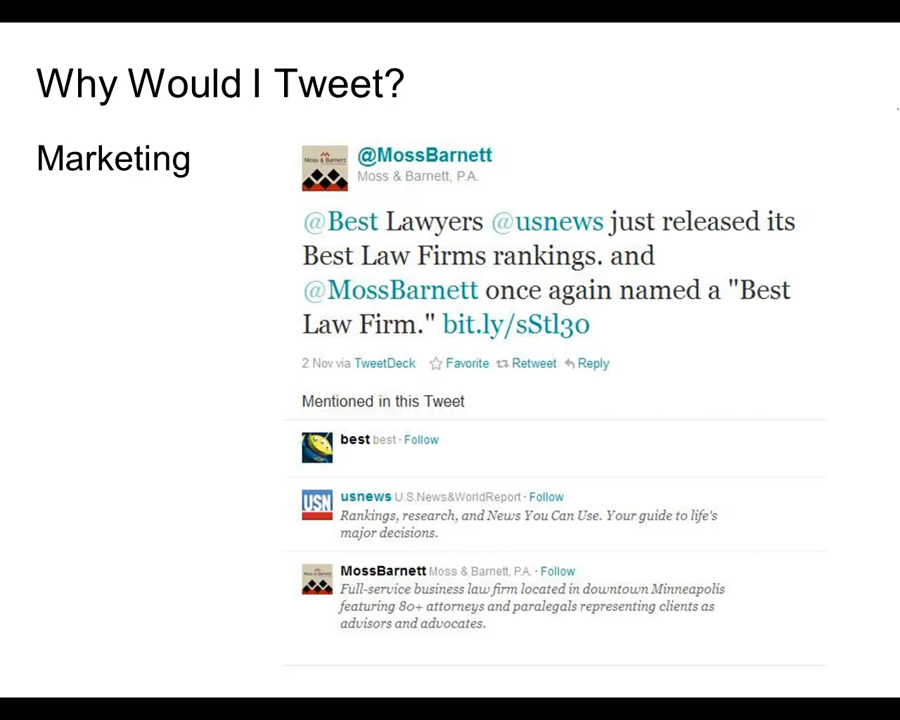 Why Would I Tweet?
Marketing
Moss & Barnett
@MossBarnett
Moss & Barnett, P.A.
@Best Lawyers @usnews just released its
Best Law Firms rankings. and
@MossBarnett once again named a "Best
Law Firm." bit.ly/sStl30
2 Nov via TweetDeck Favorite Retweet Reply
Mentioned in this Tweet
best best · Follow
USN
usnews U.S.News&WorldReport · Follow
Rankings, research, and News You Can Use. Your guide to life's
major decisions.
MossBarnett Moss & Barnett, P.A. · Follow
Full-service business law firm located in downtown Minneapolis
featuring 80+ attorneys and paralegals representing clients as
advisors and advocates.